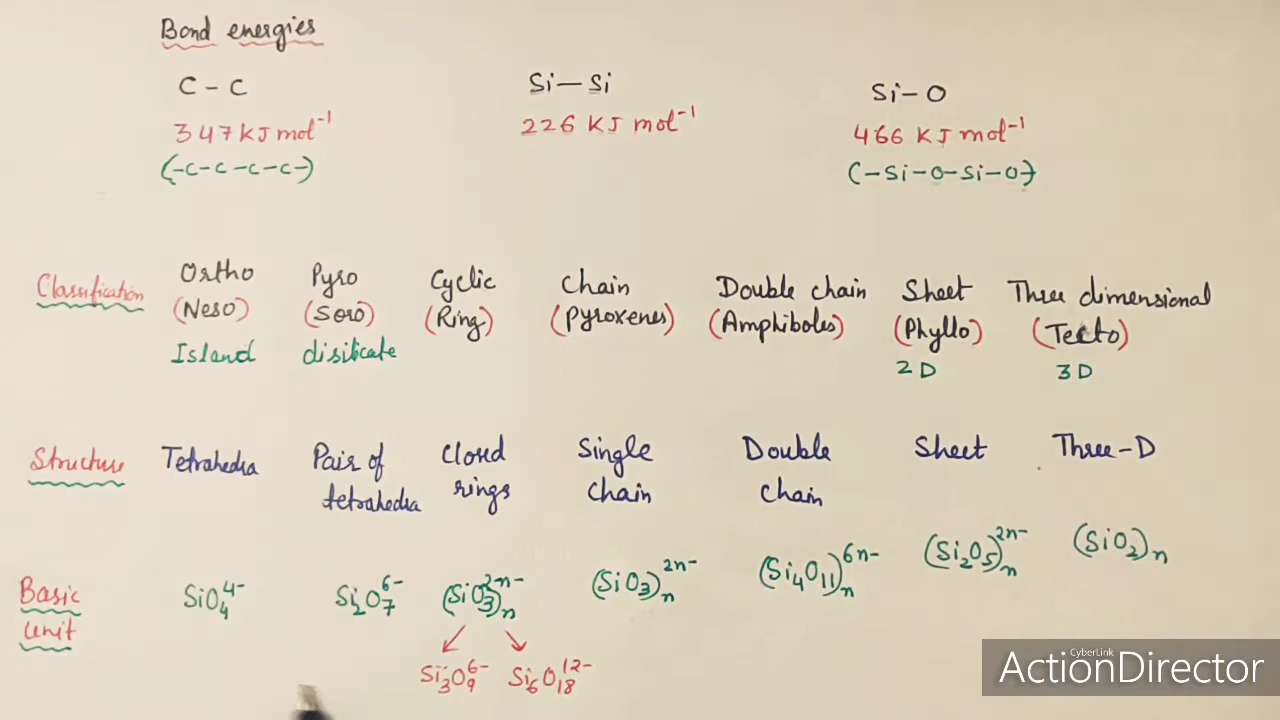 Bond energies
C - C Si - Si Si - O
347 KJ mol⁻¹ 226 KJ mol⁻¹ 466 KJ mol⁻¹
(-C-C-C-C-) (-Si-O-Si-O)
Classification Ortho Pyro Cyclic Chain Double chain Sheet Three dimensional
(Neso) (Soro) (Ring) (Pyroxenes) (Amphiboles) (Phyllo) (Tecto)
Island disilicate 2D 3D
Structure Tetrahedra Pair of Closed Single Double Sheet Three-D
tetrahedra rings chain chain
Basic SiO₄⁴⁻ Si₂O₇⁶⁻ (SiO₃)ₙ²ⁿ⁻ (SiO₃)ₙ²ⁿ⁻ (Si₄O₁₁)ₙ⁶ⁿ⁻ (Si₂O₅)ₙ²ⁿ⁻ (SiO₂)ₙ
unit
Si₃O₉⁶⁻ Si₆O₁₈¹²⁻
CyberLink
ActionDirector